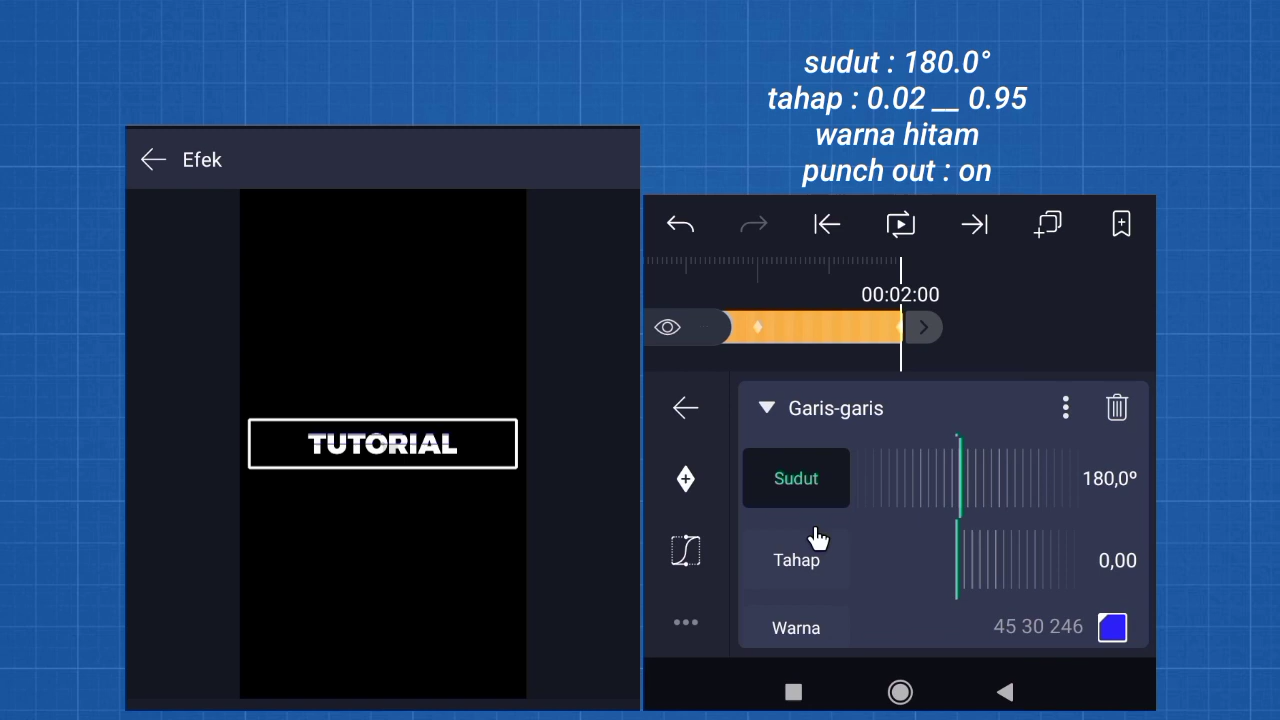 sudut : 180.0°
tahap : 0.02 __ 0.95
warna hitam
punch out : on
Efek
TUTORIAL
00:02:00
Garis-garis
Sudut
180,0º
Tahap
0,00
Warna
45 30 246